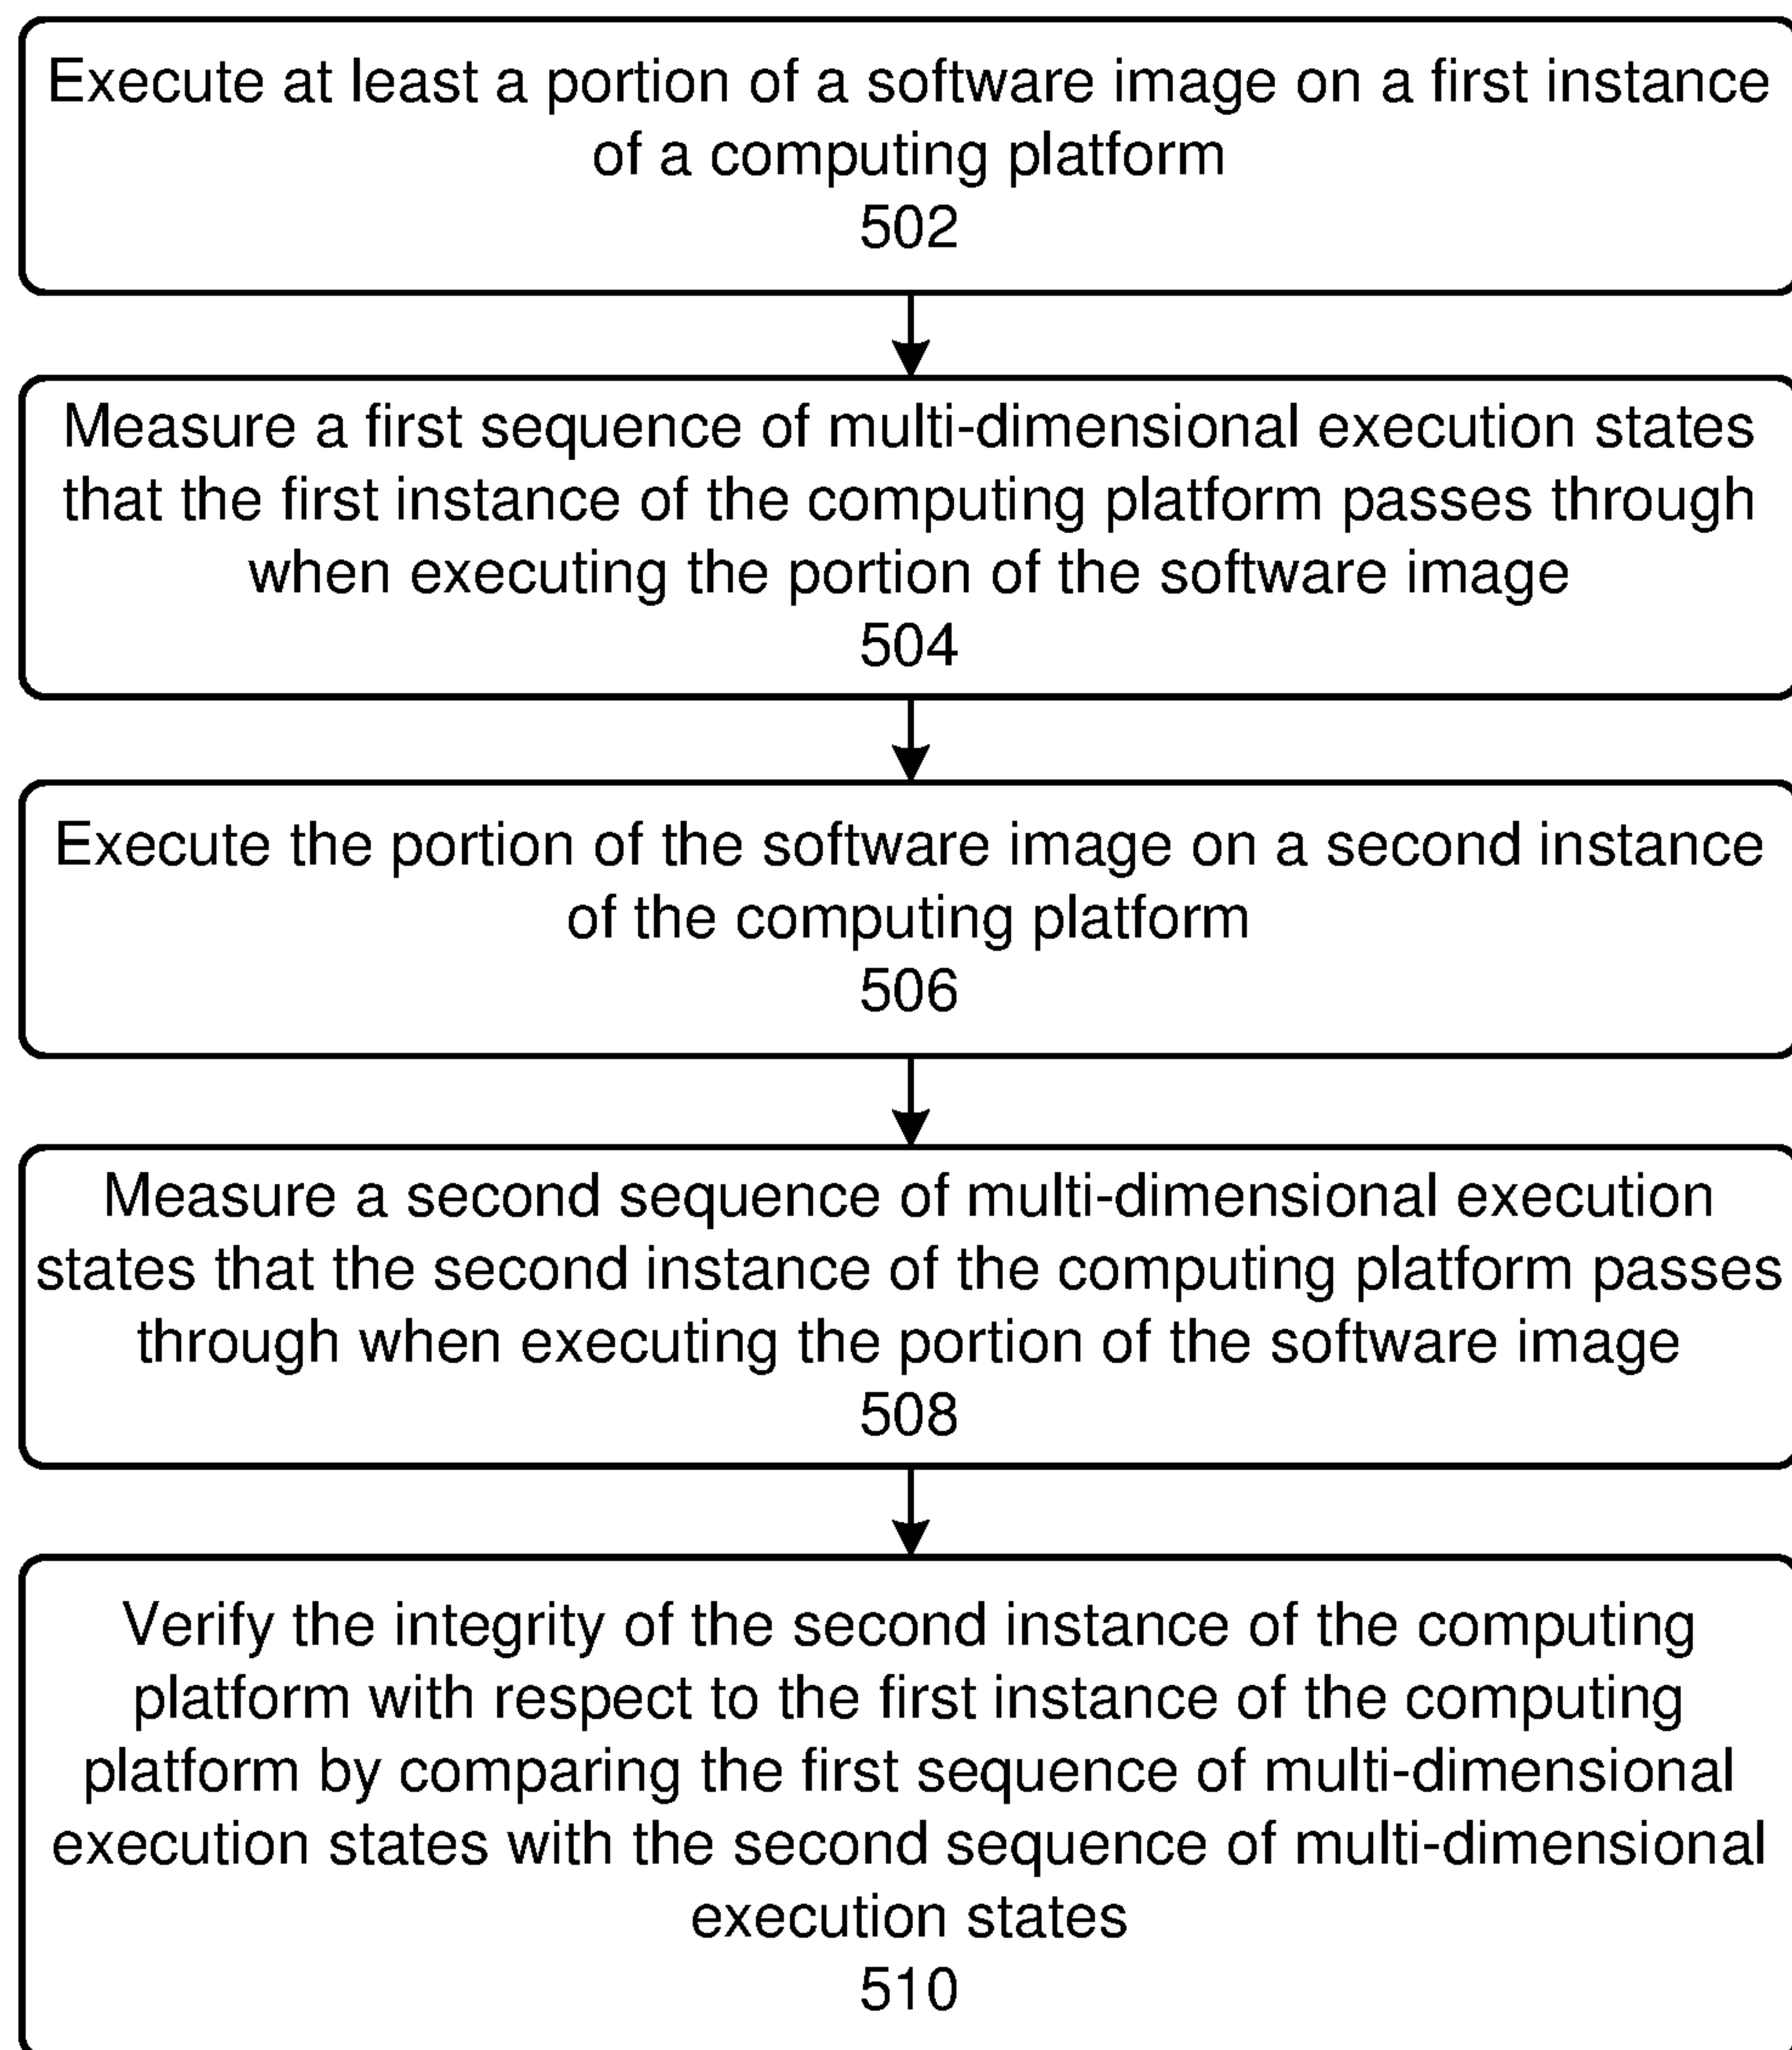 Execute at least a portion of a software image on a first instance
of a computing platform
502
Measure a first sequence of multi-dimensional execution states
that the first instance of the computing platform passes through
when executing the portion of the software image
504
Execute the portion of the software image on a second instance
of the computing platform
506
Measure a second sequence of multi-dimensional execution
states that the second instance of the computing platform passes
through when executing the portion of the software image
508
Verify the integrity of the second instance of the computing
platform with respect to the first instance of the computing
platform by comparing the first sequence of multi-dimensional
execution states with the second sequence of multi-dimensional
execution states
510